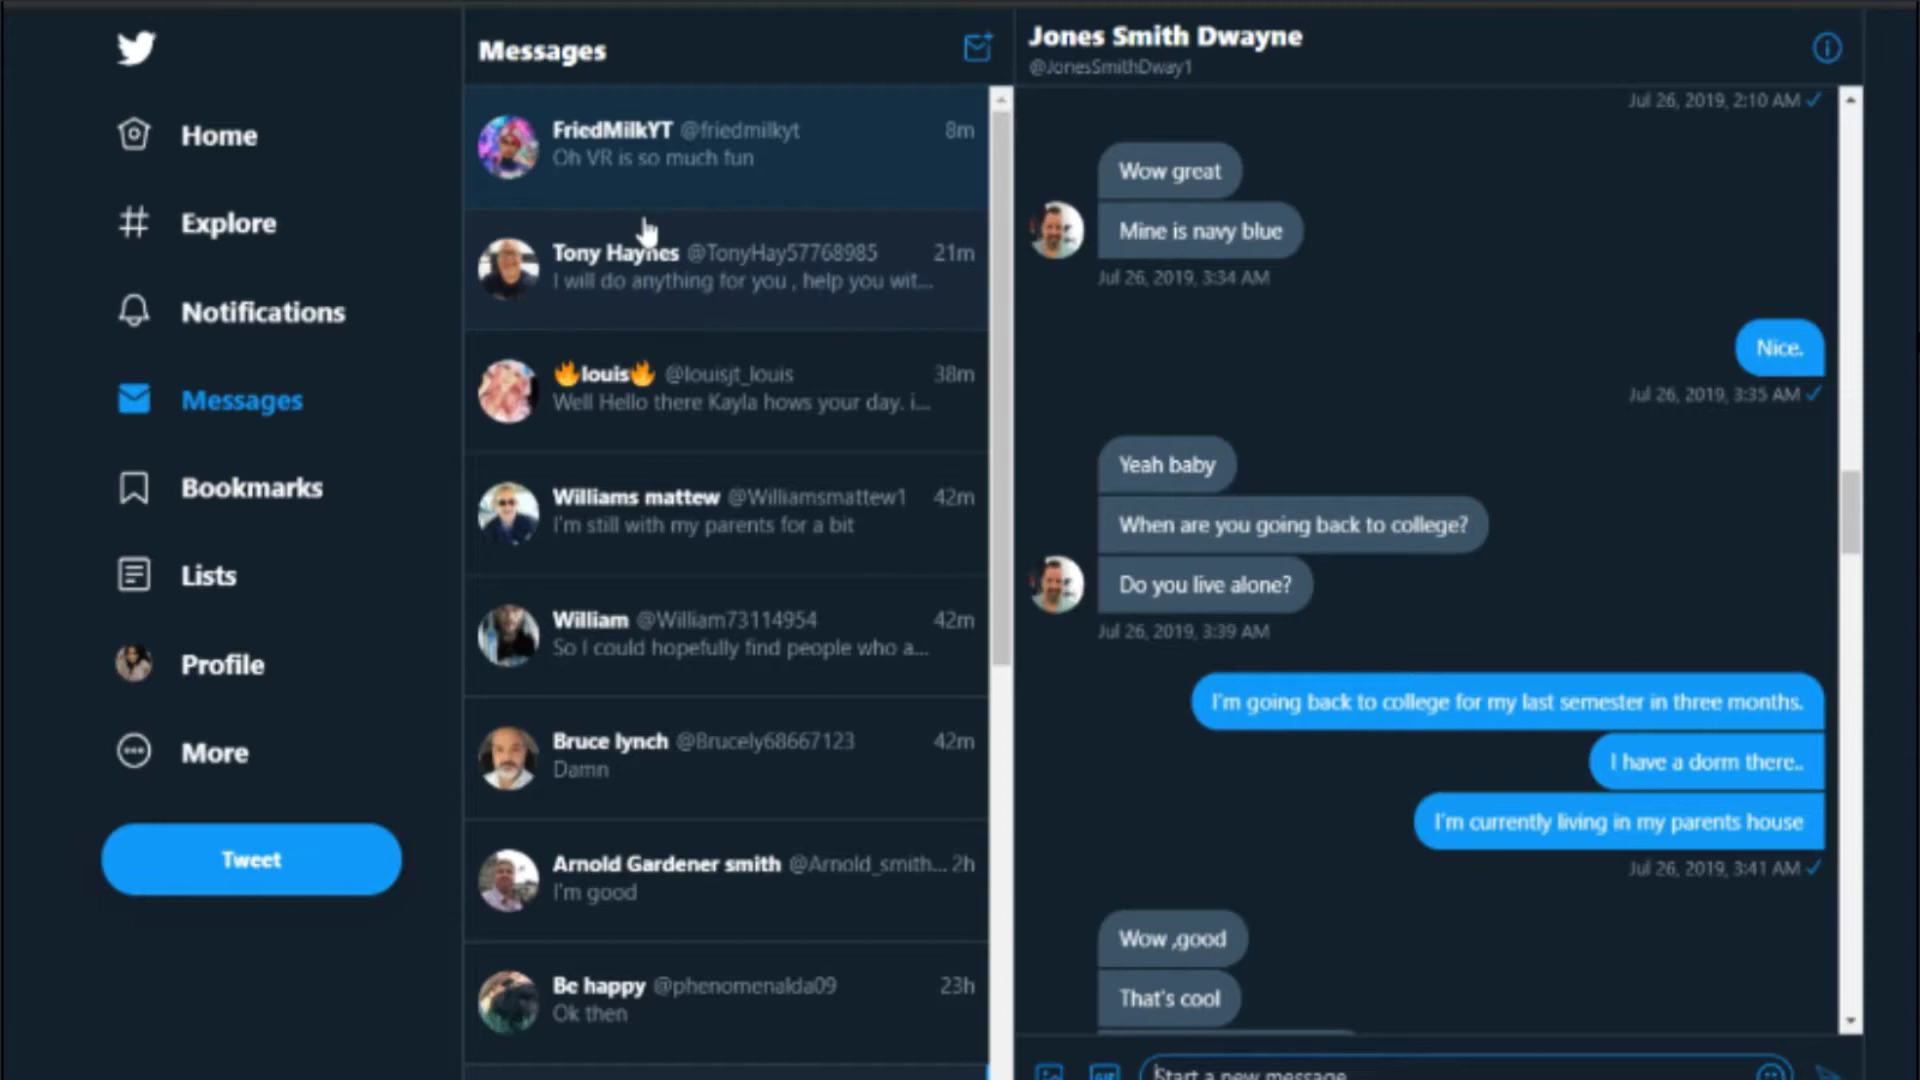 Home
Explore
Notifications
Messages
Bookmarks
Lists
Profile
More
Tweet
Messages
FriedMilkYT @friedmilkyt 8m
Oh VR is so much fun
Tony Haynes @TonyHay57768985 21m
I will do anything for you , help you wit...
🔥louis🔥 @louisjt_louis 38m
Well Hello there Kayla hows your day. i...
Williams mattew @Williamsmattew1 42m
I'm still with my parents for a bit
William @William73114954 42m
So I could hopefully find people who a...
Bruce lynch @Brucely68667123 42m
Damn
Arnold Gardener smith @Arnold_smith... 2h
I'm good
Be happy @phenomenalda09 23h
Ok then
Jones Smith Dwayne
@JonesSmithDway1
Jul 26, 2019, 2:10 AM ✓
Wow great
Mine is navy blue
Jul 26, 2019, 3:34 AM
Nice.
Jul 26, 2019, 3:35 AM ✓
Yeah baby
When are you going back to college?
Do you live alone?
Jul 26, 2019, 3:39 AM
I'm going back to college for my last semester in three months.
I have a dorm there..
I'm currently living in my parents house
Jul 26, 2019, 3:41 AM ✓
Wow ,good
That's cool
GIF
Start a new message